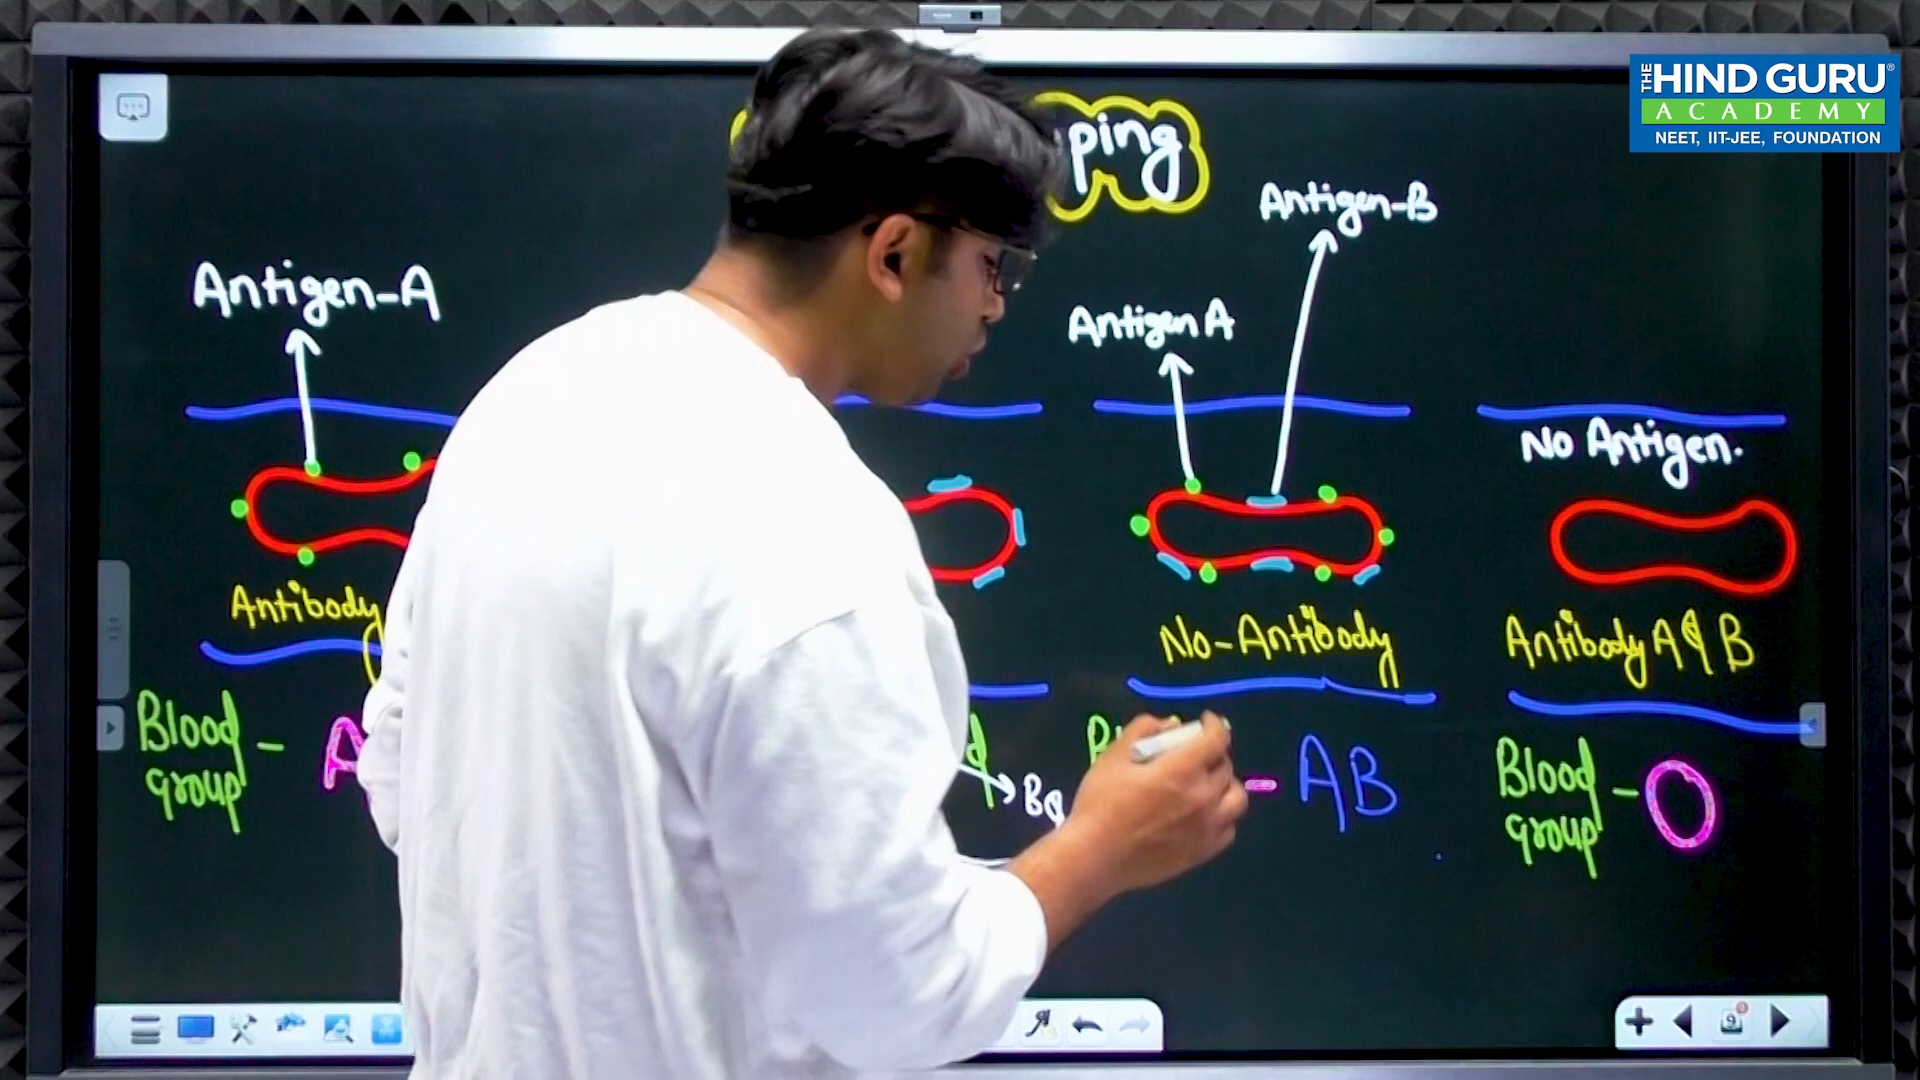 THE HIND GURU®
ACADEMY
NEET, IIT-JEE, FOUNDATION
ping
Antigen-B
Antigen-A
Antigen A
No Antigen.
Antibody
No-Antibody
Antibody A & B
Blood
group - A
B&
- AB
Blood
group - O
9